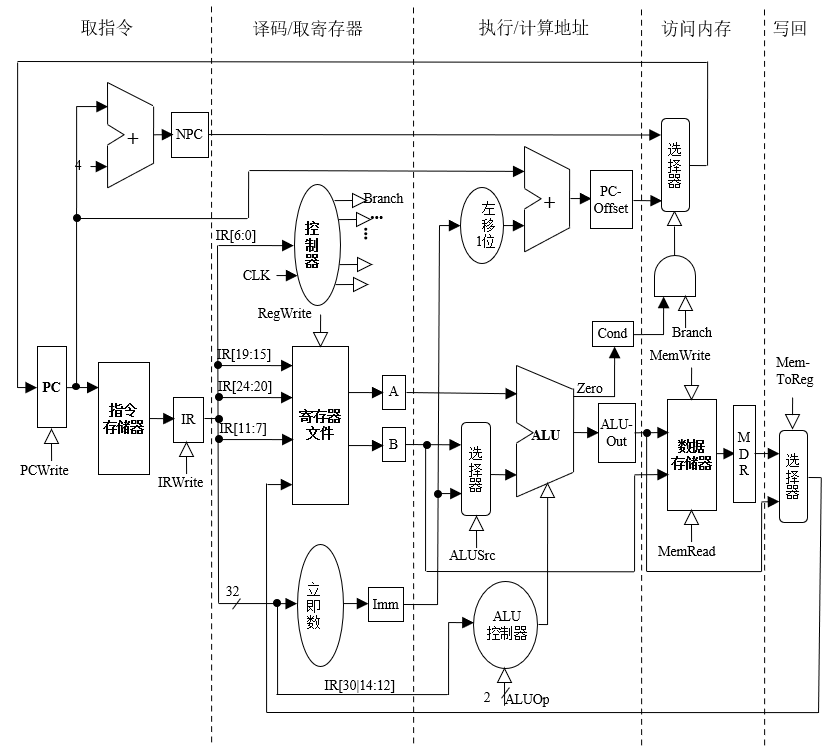 取指令
译码/取寄存器
执行/计算地址
访问内存
写回
+
NPC
4
选
择
器
PC-
Offset
+
左
移
1位
Branch
控
制
器
IR[6:0]
CLK
RegWrite
Cond
Branch
MemWrite
Mem-
ToReg
IR[19:15]
IR[24:20]
IR[11:7]
PC
指令
存储器
IR
寄存器
文件
A
B
Zero
ALU
ALU-
Out
数据
存储器
M
D
R
选
择
器
选
择
器
PCWrite
IRWrite
ALUSrc
MemRead
32
立
即
数
Imm
ALU
控制器
IR[30|14:12]
2
ALUOp